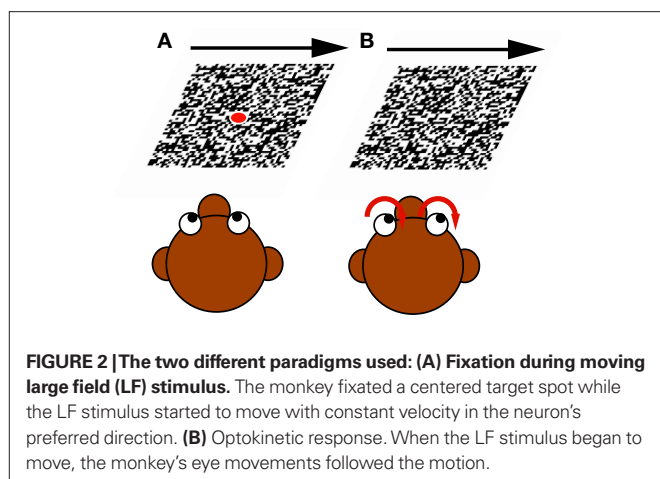 A B
FIGURE 2 | The two different paradigms used: (A) Fixation during moving
large field (LF) stimulus. The monkey fixated a centered target spot while
the LF stimulus started to move with constant velocity in the neuron's
preferred direction. (B) Optokinetic response. When the LF stimulus began to
move, the monkey's eye movements followed the motion.